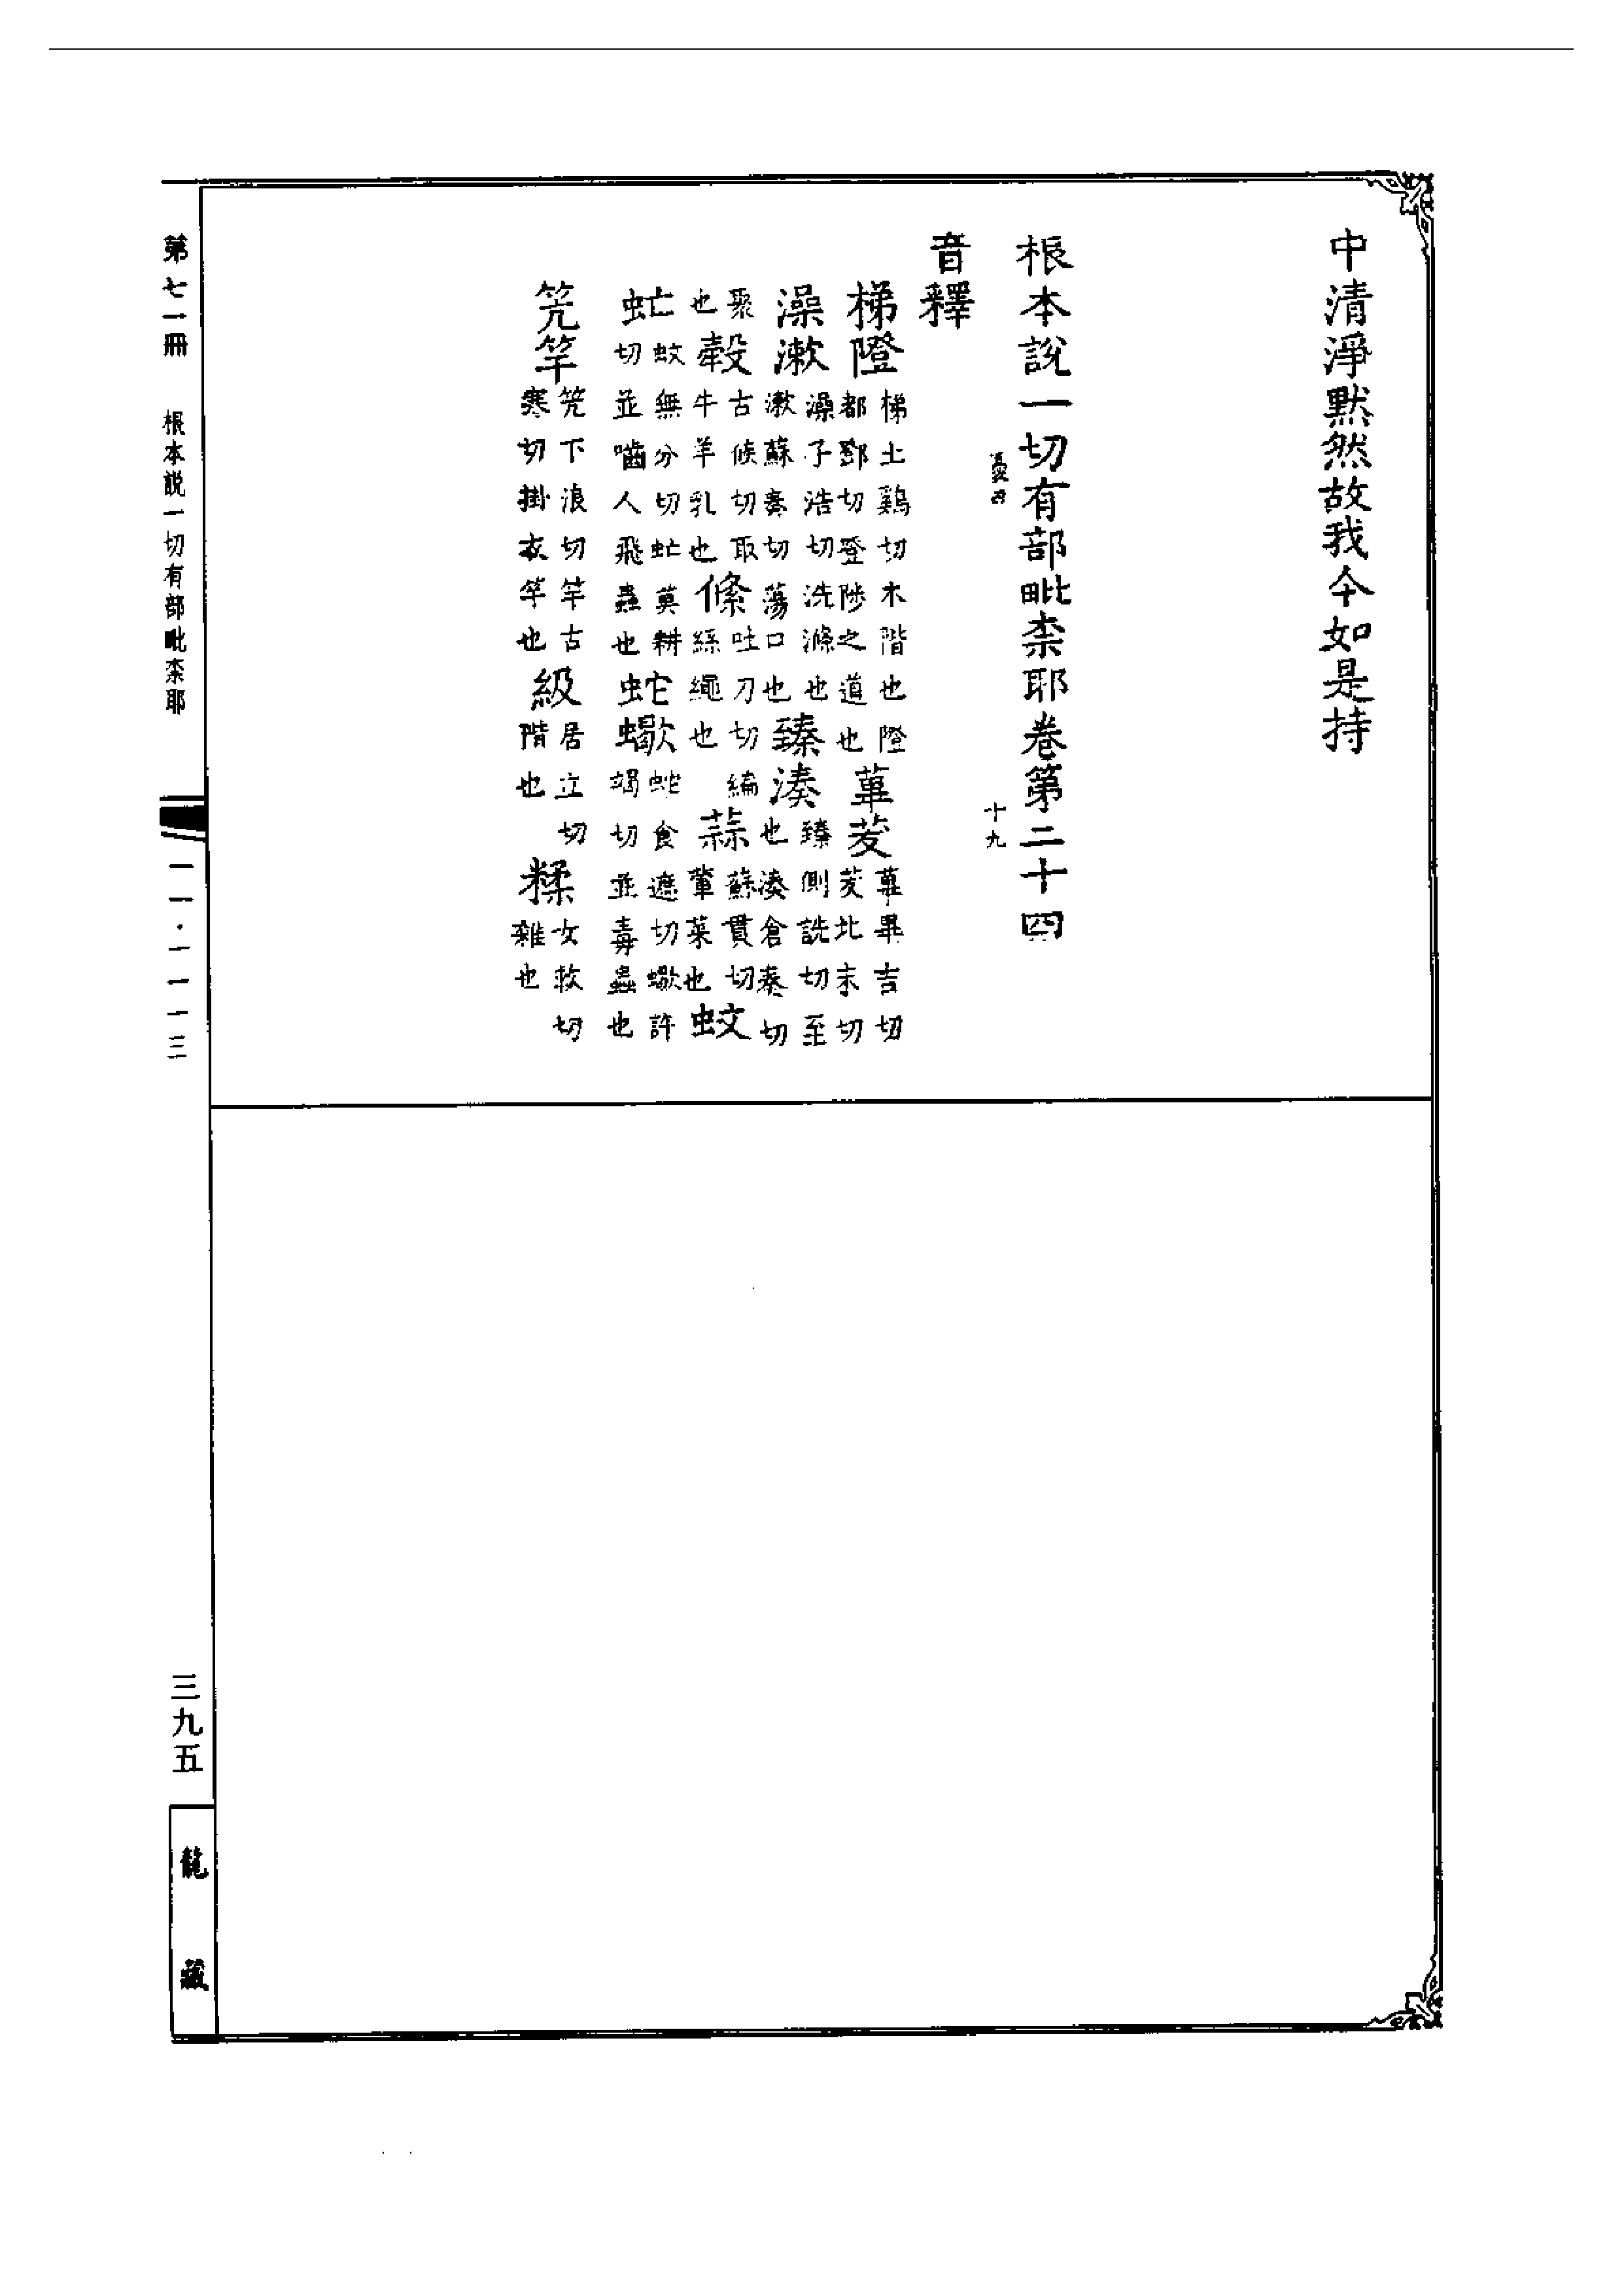 中清淨默然故我今如是持
根本說一切有部毗柰耶卷第二十四
十九
音釋
梯隥 梯土鷄切木階也隥都鄧切登陟之道也 蓽茇 蓽畢吉切茇北末切
澡漱 澡子浩切洗滌也漱蘇奏切蕩口也 臻湊 臻側詵切至也湊倉奏切
聚也 㝅 古候切取牛羊乳也 絛 吐刀切編絲繩也 蒜 蘇貫切葷菜也 蚊
虻 蚊無分切虻莫耕切並嚙人飛蟲也 蛇蠍 蛇食遮切蠍許竭切並毒蟲也
笐竿 笐下浪切竿古寒切掛衣竿也 級 居立切階也 糅 女救切雜也
第七一冊 根本説一切有部毗柰耶 一一·一一一三
三九五
龍藏